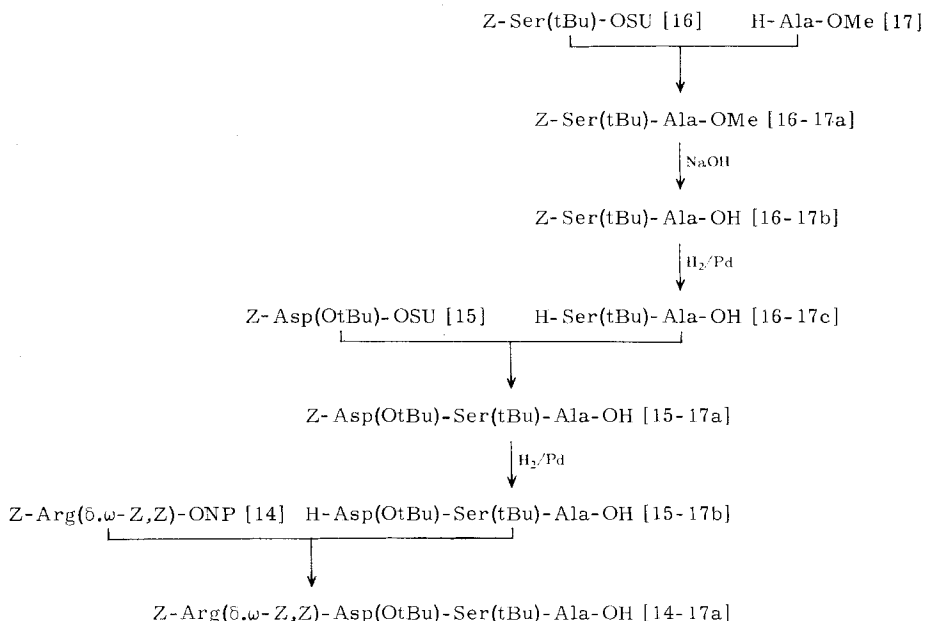 Z-Ser(tBu)-OSU [16] H-Ala-OMe [17]
Z-Ser(tBu)-Ala-OMe [16-17a]
NaOH
Z-Ser(tBu)-Ala-OH [16-17b]
H₂/Pd
Z-Asp(OtBu)-OSU [15] H-Ser(tBu)-Ala-OH [16-17c]
Z-Asp(OtBu)-Ser(tBu)-Ala-OH [15-17a]
H₂/Pd
Z-Arg(δ.ω-Z,Z)-ONP [14] H-Asp(OtBu)-Ser(tBu)-Ala-OH [15-17b]
Z-Arg(δ.ω-Z,Z)-Asp(OtBu)-Ser(tBu)-Ala-OH [14-17a]